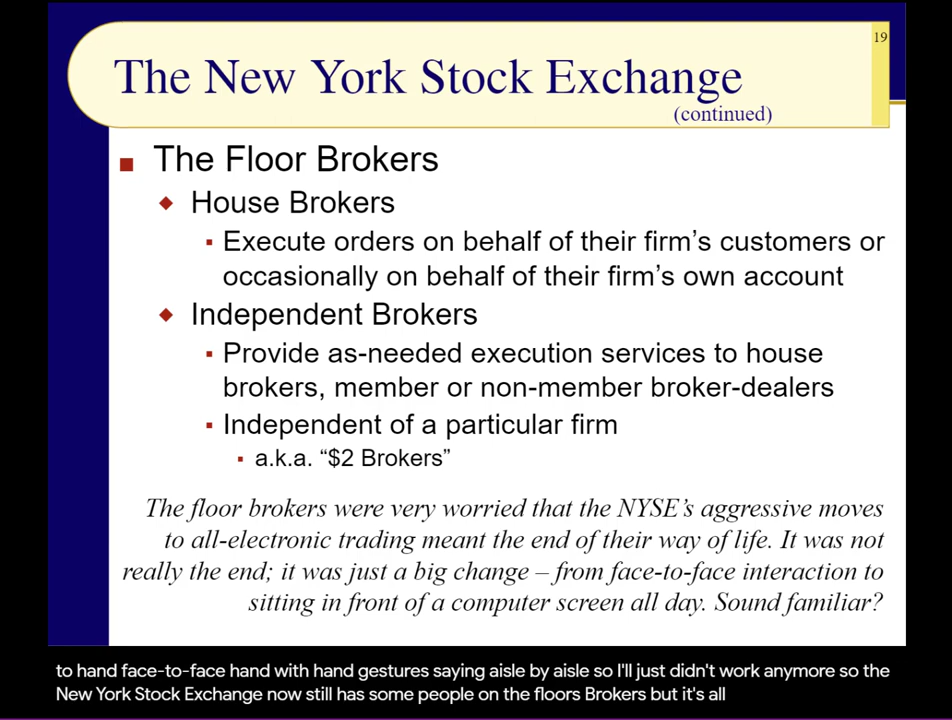 19
The New York Stock Exchange
(continued)
■ The Floor Brokers
◆ House Brokers
▪ Execute orders on behalf of their firm’s customers or
occasionally on behalf of their firm’s own account
◆ Independent Brokers
▪ Provide as-needed execution services to house
brokers, member or non-member broker-dealers
▪ Independent of a particular firm
▪ a.k.a. “$2 Brokers”
The floor brokers were very worried that the NYSE’s aggressive moves
to all-electronic trading meant the end of their way of life. It was not
really the end; it was just a big change – from face-to-face interaction to
sitting in front of a computer screen all day. Sound familiar?
to hand face-to-face hand with hand gestures saying aisle by aisle so I'll just didn't work anymore so the
New York Stock Exchange now still has some people on the floors Brokers but it's all